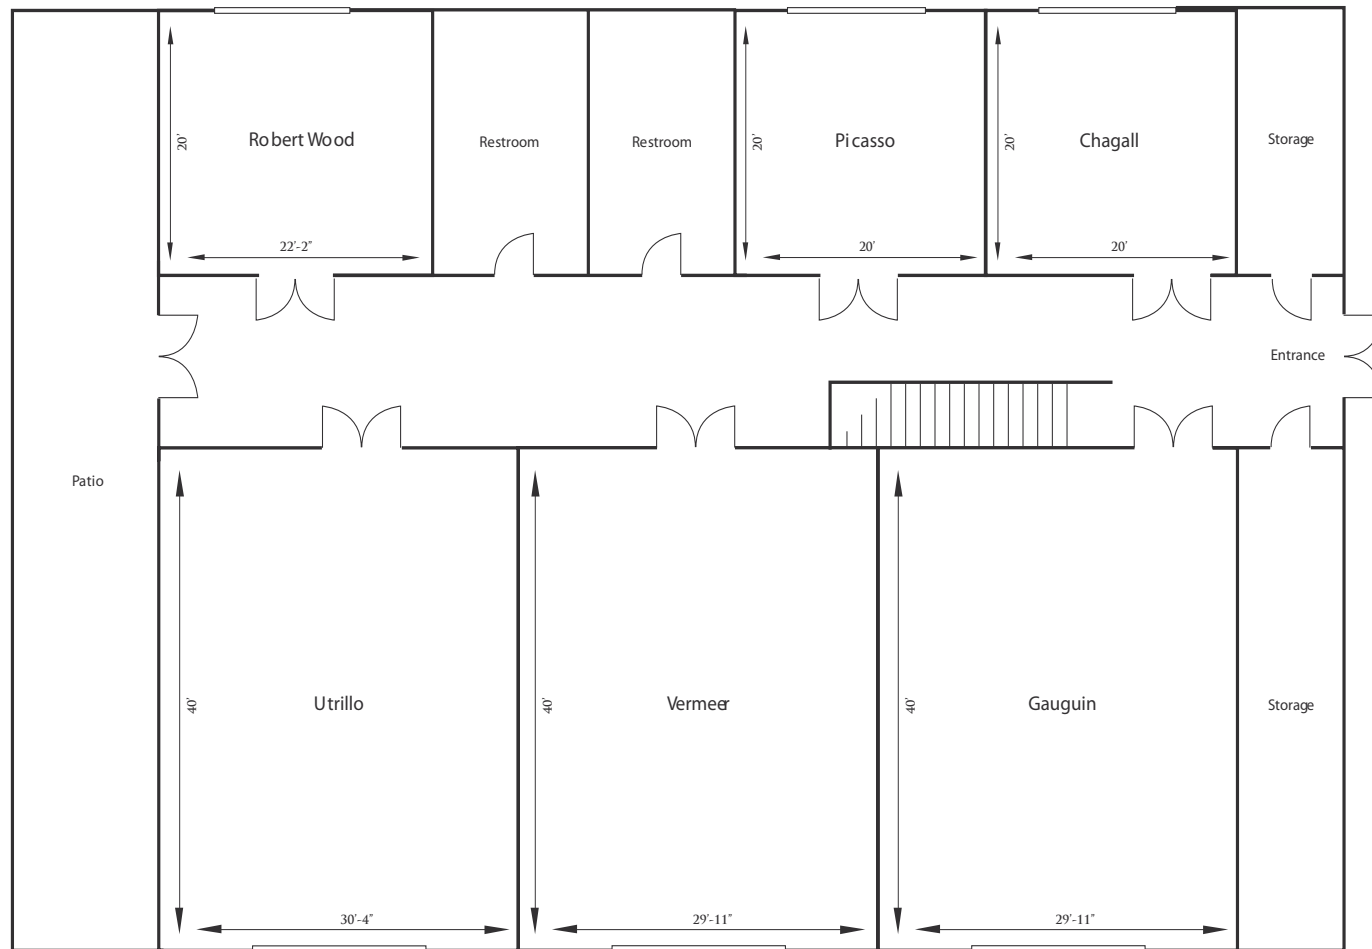 Robert Wood
Restroom
Restroom
Picasso
Chagall
Storage
20'
20'
20'
22'-2"
20'
20'
Entrance
Patio
Utrillo
Vermeer
Gauguin
Storage
40'
40'
40'
30'-4"
29'-11"
29'-11"